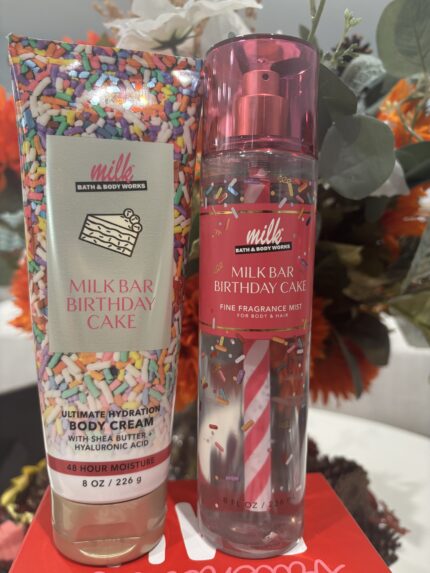 milk
BATH & BODY WORKS
MILK BAR
BIRTHDAY
CAKE
ULTIMATE HYDRATION
BODY CREAM
WITH SHEA BUTTER +
HYALURONIC ACID
48 HOUR MOISTURE
8 OZ / 226 g
milk
BATH & BODY WORKS
MILK BAR
BIRTHDAY CAKE
FINE FRAGRANCE MIST
FOR BODY & HAIR